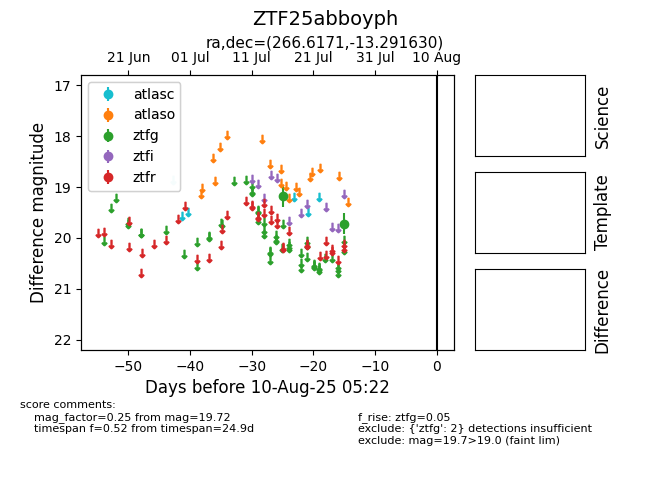 ZTF25abboyph
ra,dec=(266.6171,-13.291630)
21 Jun 01 Jul 11 Jul 21 Jul 31 Jul 10 Aug
17
18
19
20
21
22
Difference magnitude
atlasc
atlaso
ztfg
ztfi
ztfr
−50 −40 −30 −20 −10 0
Days before 10-Aug-25 05:22
Science
Template
Difference
score comments:
mag_factor=0.25 from mag=19.72
timespan f=0.52 from timespan=24.9d
f_rise: ztfg=0.05
exclude: {'ztfg': 2} detections insufficient
exclude: mag=19.7>19.0 (faint lim)